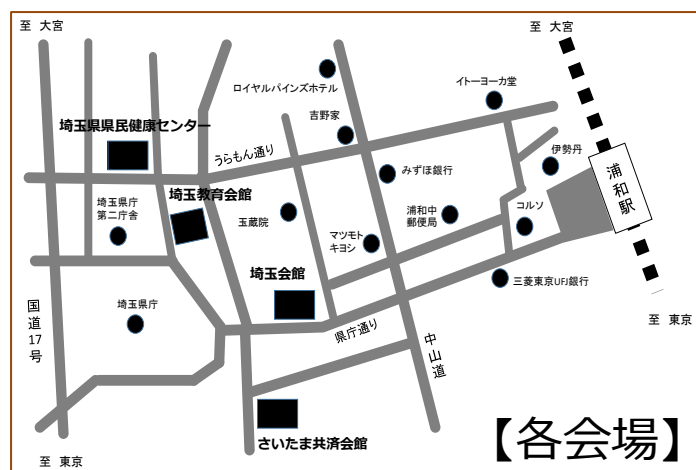 至 大宮
至 大宮
ロイヤルパインズホテル
イトーヨーカ堂
吉野家
埼玉県県民健康センター
うらもん通り
伊勢丹
みずほ銀行
浦和駅
埼玉教育会館
埼玉県庁
第二庁舎
玉蔵院
浦和中
郵便局
コルソ
マツモト
キヨシ
埼玉会館
三菱東京UFJ銀行
国道17号
埼玉県庁
県庁通り
中山道
至 東京
さいたま共済会館
【各会場】
至 東京